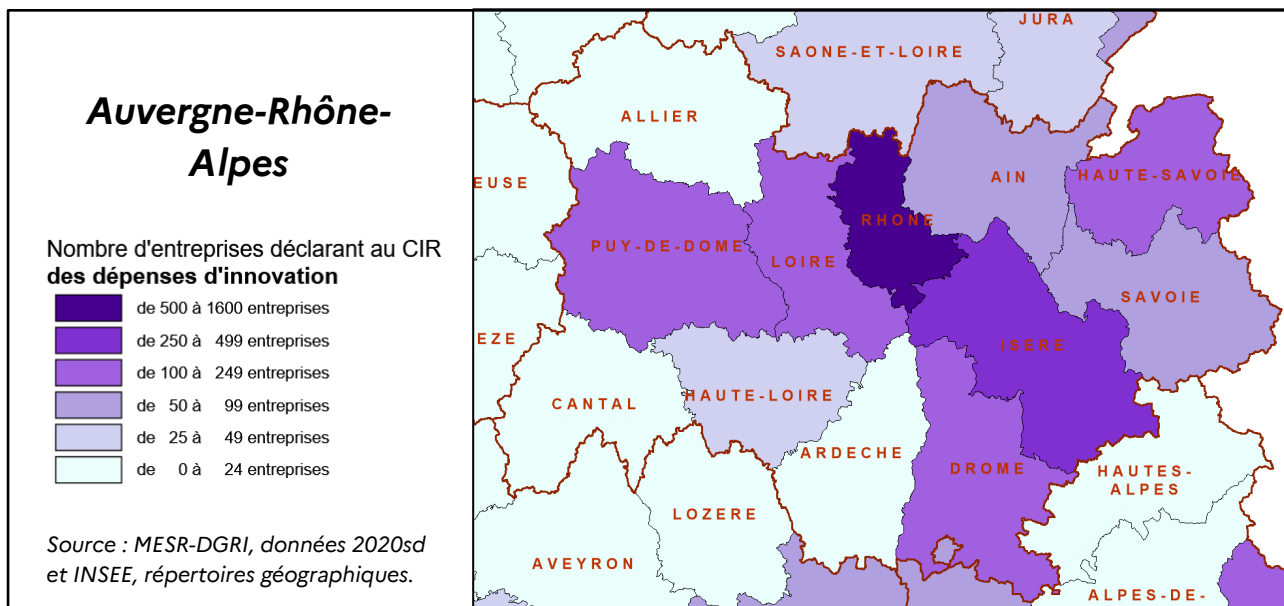 Auvergne-Rhône-
Alpes
Nombre d'entreprises déclarant au CIR
des dépenses d'innovation
de 500 à 1600 entreprises
de 250 à 499 entreprises
de 100 à 249 entreprises
de 50 à 99 entreprises
de 25 à 49 entreprises
de 0 à 24 entreprises
Source : MESR-DGRI, données 2020sd
et INSEE, répertoires géographiques.
JURA
SAONE-ET-LOIRE
ALLIER
EUSE
AIN
HAUTE-SAVOIE
RHONE
PUY-DE-DOME
LOIRE
SAVOIE
EZE
ISERE
HAUTE-LOIRE
CANTAL
ARDECHE
DROME
HAUTES-
ALPES
LOZERE
AVEYRON
ALPES-DE-